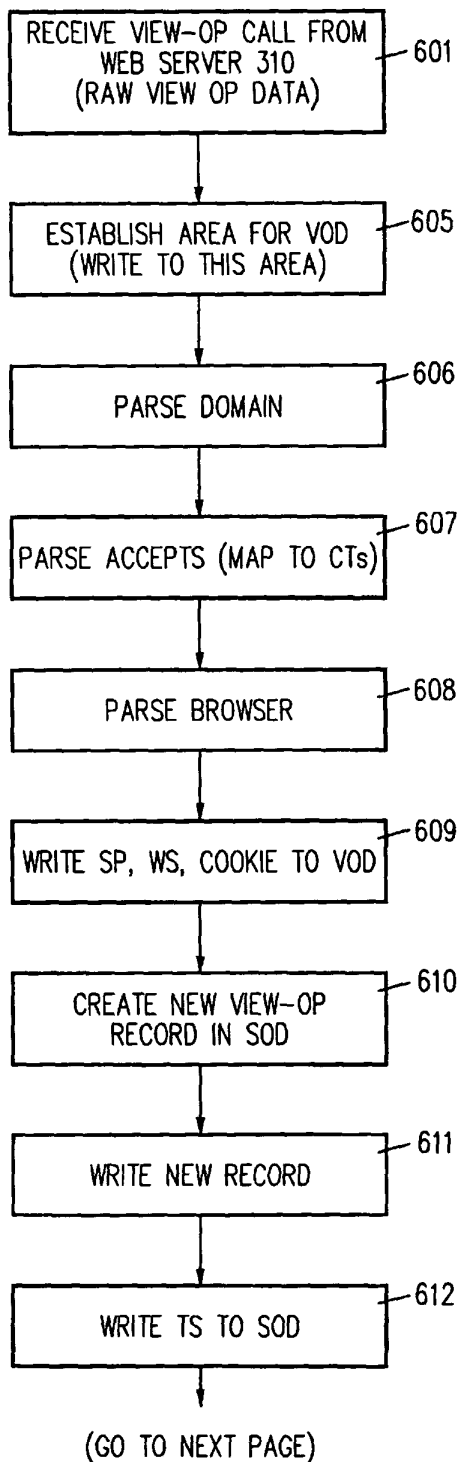 RECEIVE VIEW-OP CALL FROM
WEB SERVER 310
(RAW VIEW OP DATA)
601
ESTABLISH AREA FOR VOD
(WRITE TO THIS AREA)
605
PARSE DOMAIN
606
PARSE ACCEPTS (MAP TO CTs)
607
PARSE BROWSER
608
WRITE SP, WS, COOKIE TO VOD
609
CREATE NEW VIEW-OP
RECORD IN SOD
610
WRITE NEW RECORD
611
WRITE TS TO SOD
612
(GO TO NEXT PAGE)